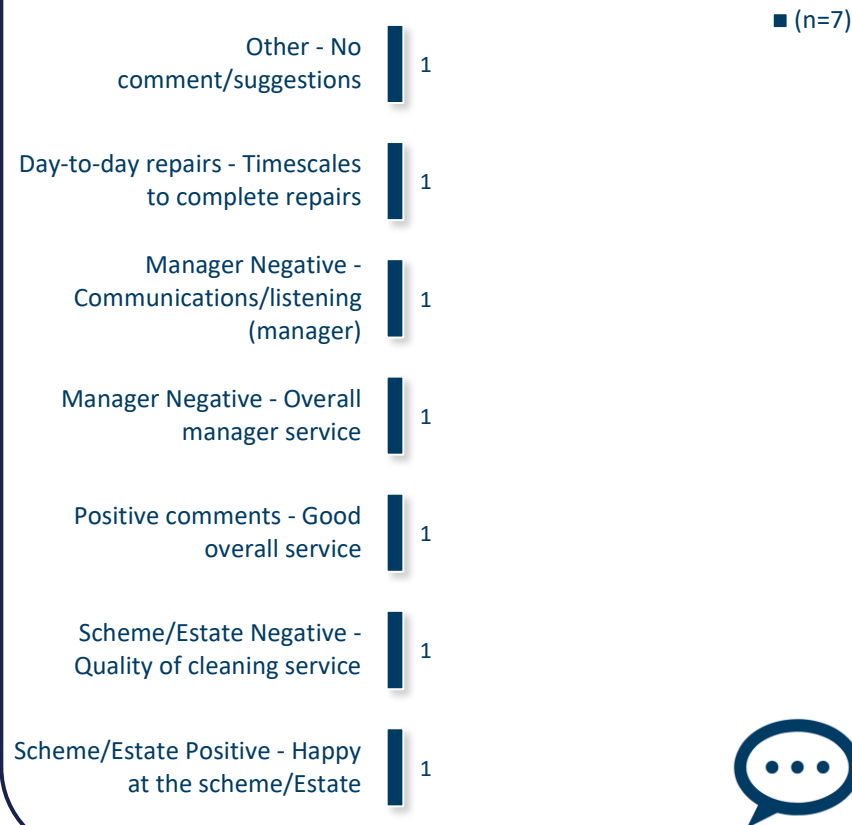 (n=7)
Other - No
comment/suggestions
1
Day-to-day repairs - Timescales
to complete repairs
1
Manager Negative -
Communications/listening
(manager)
1
Manager Negative - Overall
manager service
1
Positive comments - Good
overall service
1
Scheme/Estate Negative -
Quality of cleaning service
1
Scheme/Estate Positive - Happy
at the scheme/Estate
1